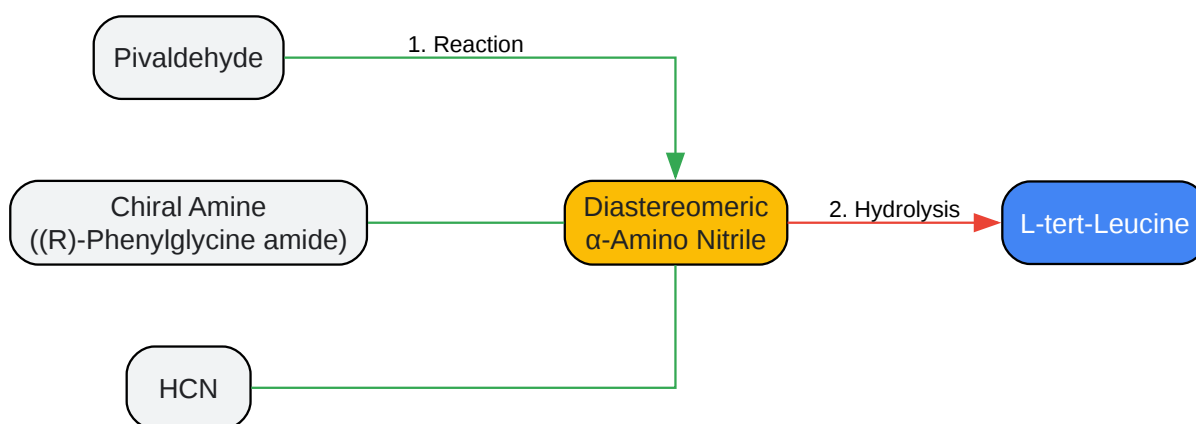 Pivaldehyde
1. Reaction
Chiral Amine
((R)-Phenylglycine amide)
Diastereomeric
α-Amino Nitrile
2. Hydrolysis
L-tert-Leucine
HCN